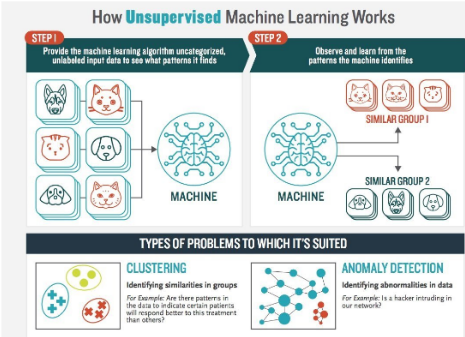 How Unsupervised Machine Learning Works
STEP I
Provide the machine learning algorithm uncategorized,
unlabeled input data to see what patterns it finds
STEP 2
Observe and learn from the
patterns the machine identifies
MACHINE
MACHINE
SIMILAR GROUP I
SIMILAR GROUP 2
TYPES OF PROBLEMS TO WHICH IT'S SUITED
CLUSTERING
Identifying similarities in groups
For Example: Are there patterns in
the data to indicate certain patients
will respond better to this treatment
than others?
ANOMALY DETECTION
Identifying abnormalities in data
For Example: Is a hacker intruding in
our network?